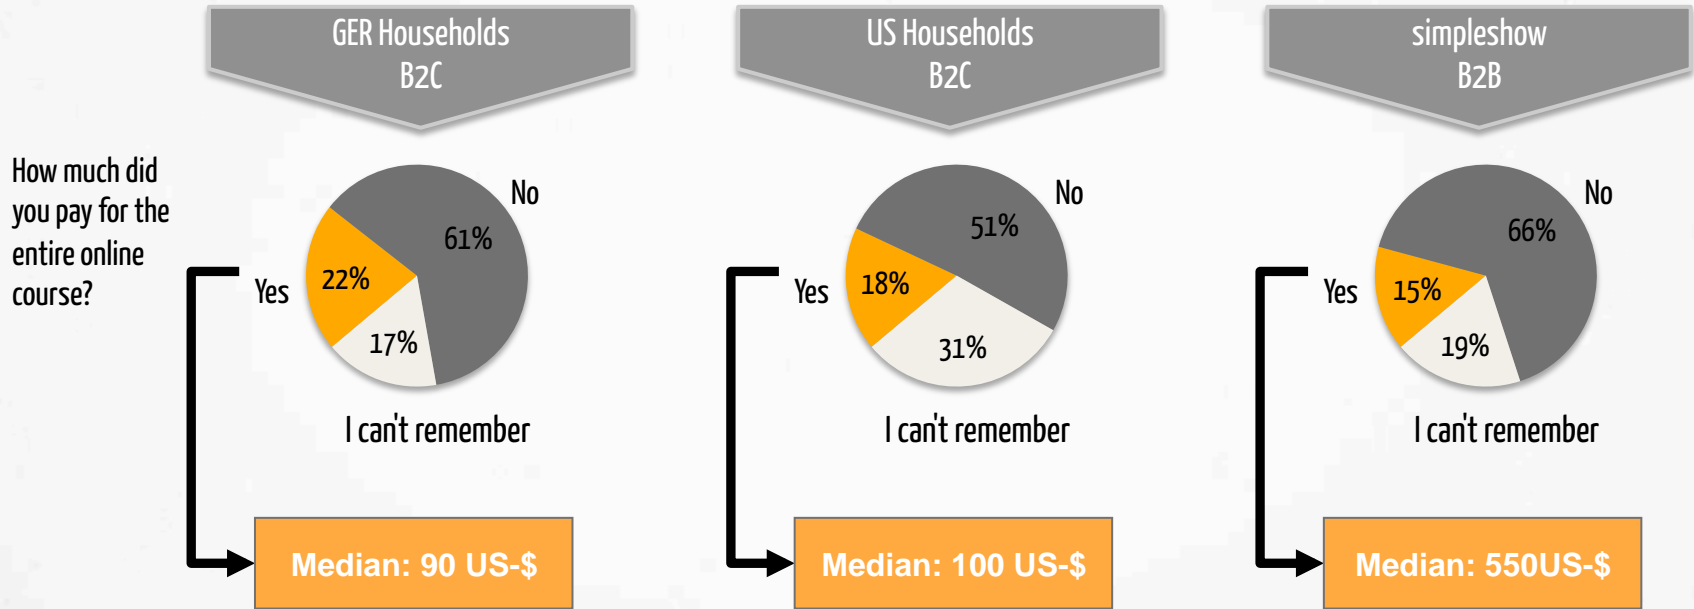 GER Households
B2C
US Households
B2C
simpleshow
B2B
How much did
you pay for the
entire online
course?
No
61%
Yes
22%
17%
I can't remember
No
51%
Yes
18%
31%
I can't remember
No
66%
Yes
15%
19%
I can't remember
Median: 90 US-$
Median: 100 US-$
Median: 550US-$